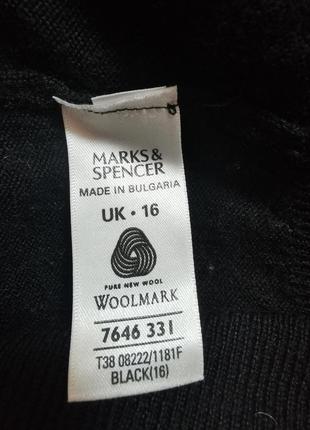 MARKS &
SPENCER
MADE IN BULGARIA
UK • 16
PURE NEW WOOL
WOOLMARK
7646 331
T38 08222/1181F
BLACK(16)